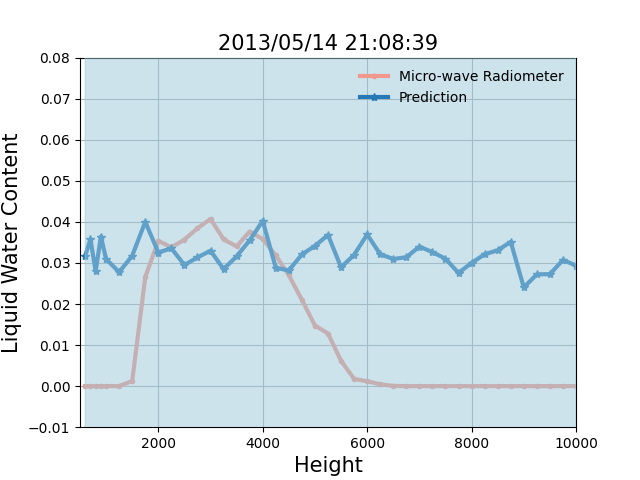 2013/05/14 21:08:39
0.08
0.07
0.06
0.05
0.04
0.03
0.02
0.01
0.00
−0.01
Liquid Water Content
Micro-wave Radiometer
Prediction
2000 4000 6000 8000 10000
Height